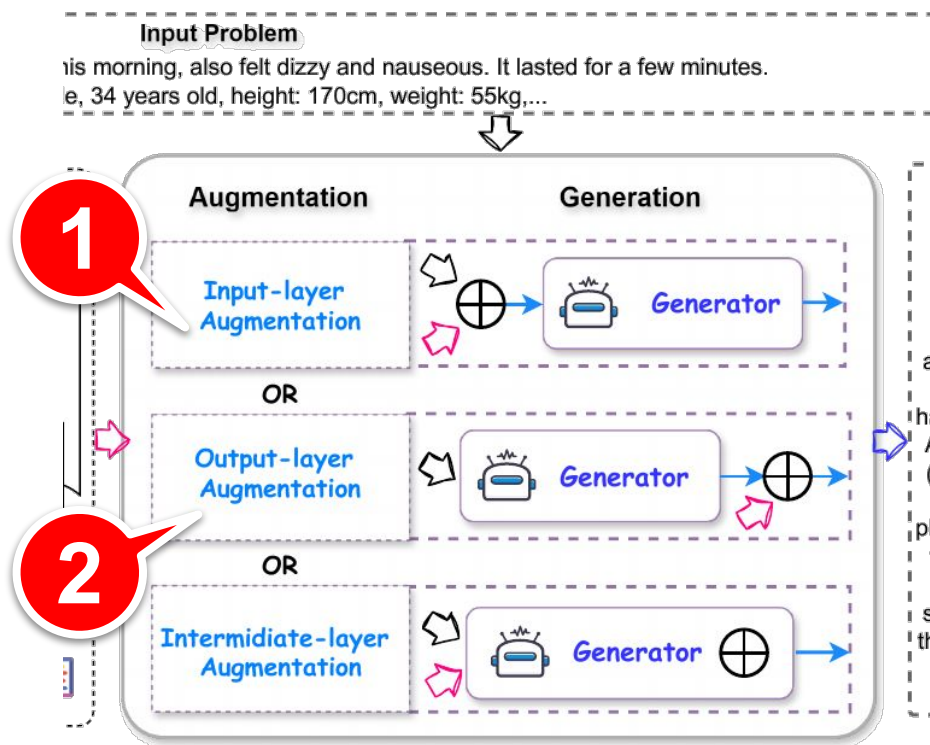 Input Problem
his morning, also felt dizzy and nauseous. It lasted for a few minutes.
le, 34 years old, height: 170cm, weight: 55kg,...
Augmentation
Generation
1
Input-layer
Augmentation
Generator
OR
Output-layer
Augmentation
Generator
2
OR
Intermidiate-layer
Augmentation
Generator